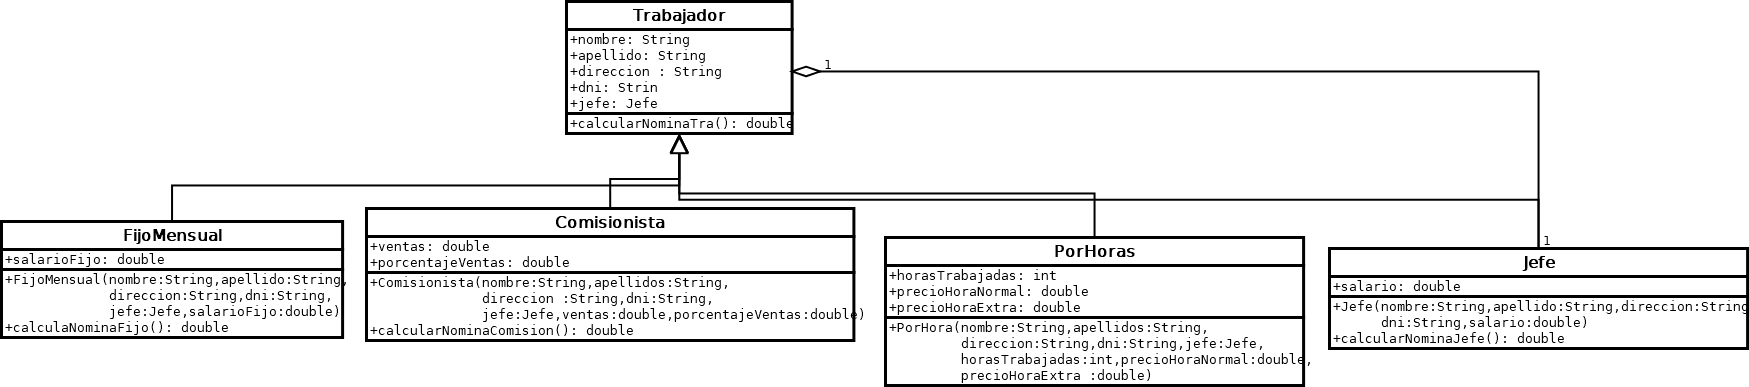 Trabajador
+nombre: String
+apellido: String
+direccion : String
+dni: Strin
+jefe: Jefe
+calcularNominaTra(): double
1
1
FijoMensual
+salarioFijo: double
+FijoMensual(nombre:String,apellido:String,
direccion:String,dni:String,
jefe:Jefe,salarioFijo:double)
+calculaNominaFijo(): double
Comisionista
+ventas: double
+porcentajeVentas: double
+Comisionista(nombre:String,apellidos:String,
direccion :String,dni:String,
jefe:Jefe,ventas:double,porcentajeVentas:double)
+calcularNominaComision(): double
PorHoras
+horasTrabajadas: int
+precioHoraNormal: double
+precioHoraExtra: double
+PorHora(nombre:String,apellidos:String,
direccion:String,dni:String,jefe:Jefe,
horasTrabajadas:int,precioHoraNormal:double,
precioHoraExtra :double)
Jefe
+salario: double
+Jefe(nombre:String,apellido:String,direccion:String
dni:String,salario:double)
+calcularNominaJefe(): double